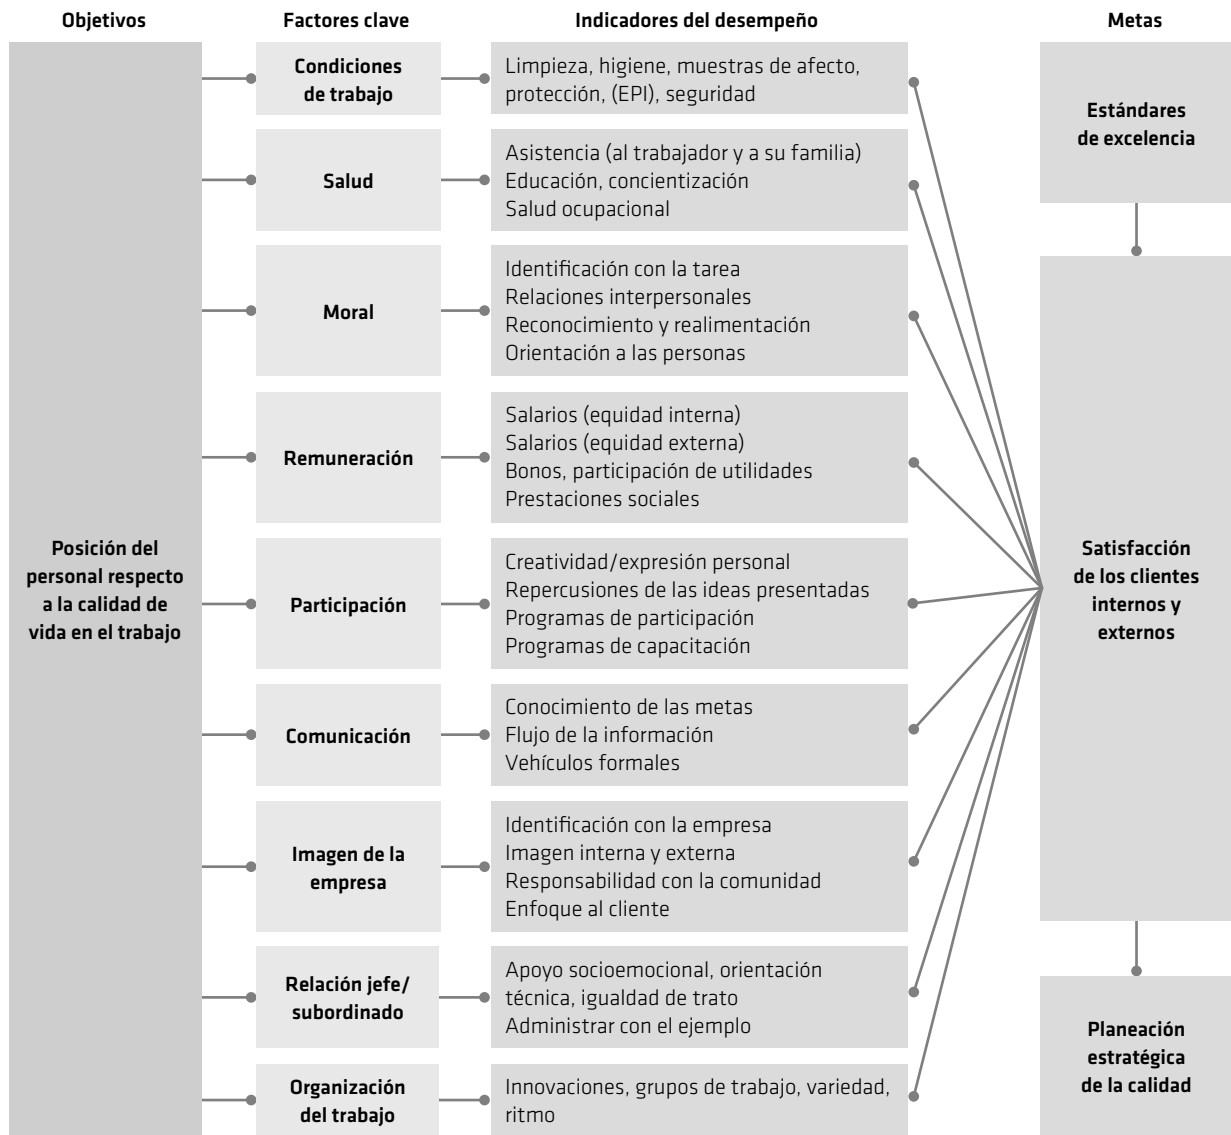 Objetivos
Factores clave
Indicadores del desempeño
Metas
Posición del
personal respecto
a la calidad de
vida en el trabajo
Condiciones
de trabajo
Limpieza, higiene, muestras de afecto,
protección, (EPI), seguridad
Salud
Asistencia (al trabajador y a su familia)
Educación, concientización
Salud ocupacional
Moral
Identificación con la tarea
Relaciones interpersonales
Reconocimiento y realimentación
Orientación a las personas
Remuneración
Salarios (equidad interna)
Salarios (equidad externa)
Bonos, participación de utilidades
Prestaciones sociales
Participación
Creatividad/expresión personal
Repercusiones de las ideas presentadas
Programas de participación
Programas de capacitación
Comunicación
Conocimiento de las metas
Flujo de la información
Vehículos formales
Imagen de la
empresa
Identificación con la empresa
Imagen interna y externa
Responsabilidad con la comunidad
Enfoque al cliente
Relación jefe/
subordinado
Apoyo socioemocional, orientación
técnica, igualdad de trato
Administrar con el ejemplo
Organización
del trabajo
Innovaciones, grupos de trabajo, variedad,
ritmo
Estándares
de excelencia
Satisfacción
de los clientes
internos y
externos
Planeación
estratégica
de la calidad